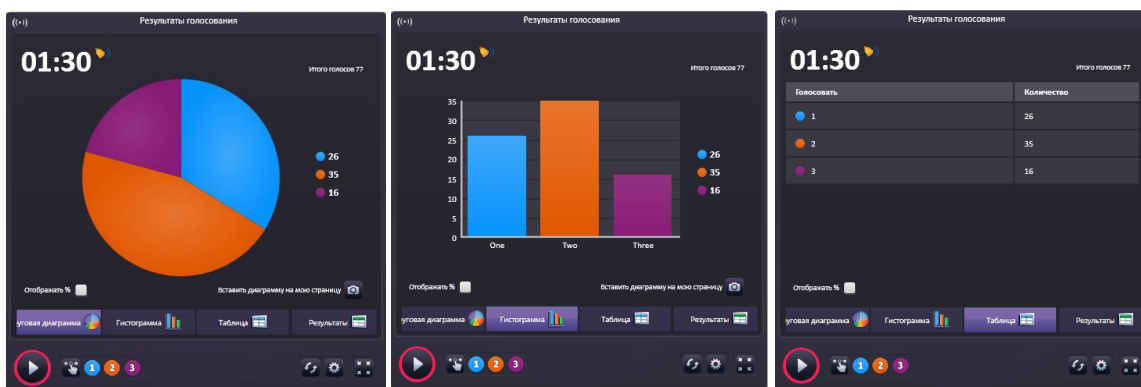 Результаты голосования
01:30
Итого голосов 77
26
35
16
Отображать %
Вставить диаграмму на мою страницу
уговая диаграмма
Гистограмма
Таблица
Результаты
1 2 3
Результаты голосования
01:30
Итого голосов 77
35
30
25
20
15
10
5
0
One Two Three
26
35
16
Отображать %
Вставить диаграмму на мою страницу
уговая диаграмма
Гистограмма
Таблица
Результаты
1 2 3
Результаты голосования
01:30
Итого голосов 77
Голосовать Количество
1 26
2 35
3 16
Отображать %
уговая диаграмма
Гистограмма
Таблица
Результаты
1 2 3